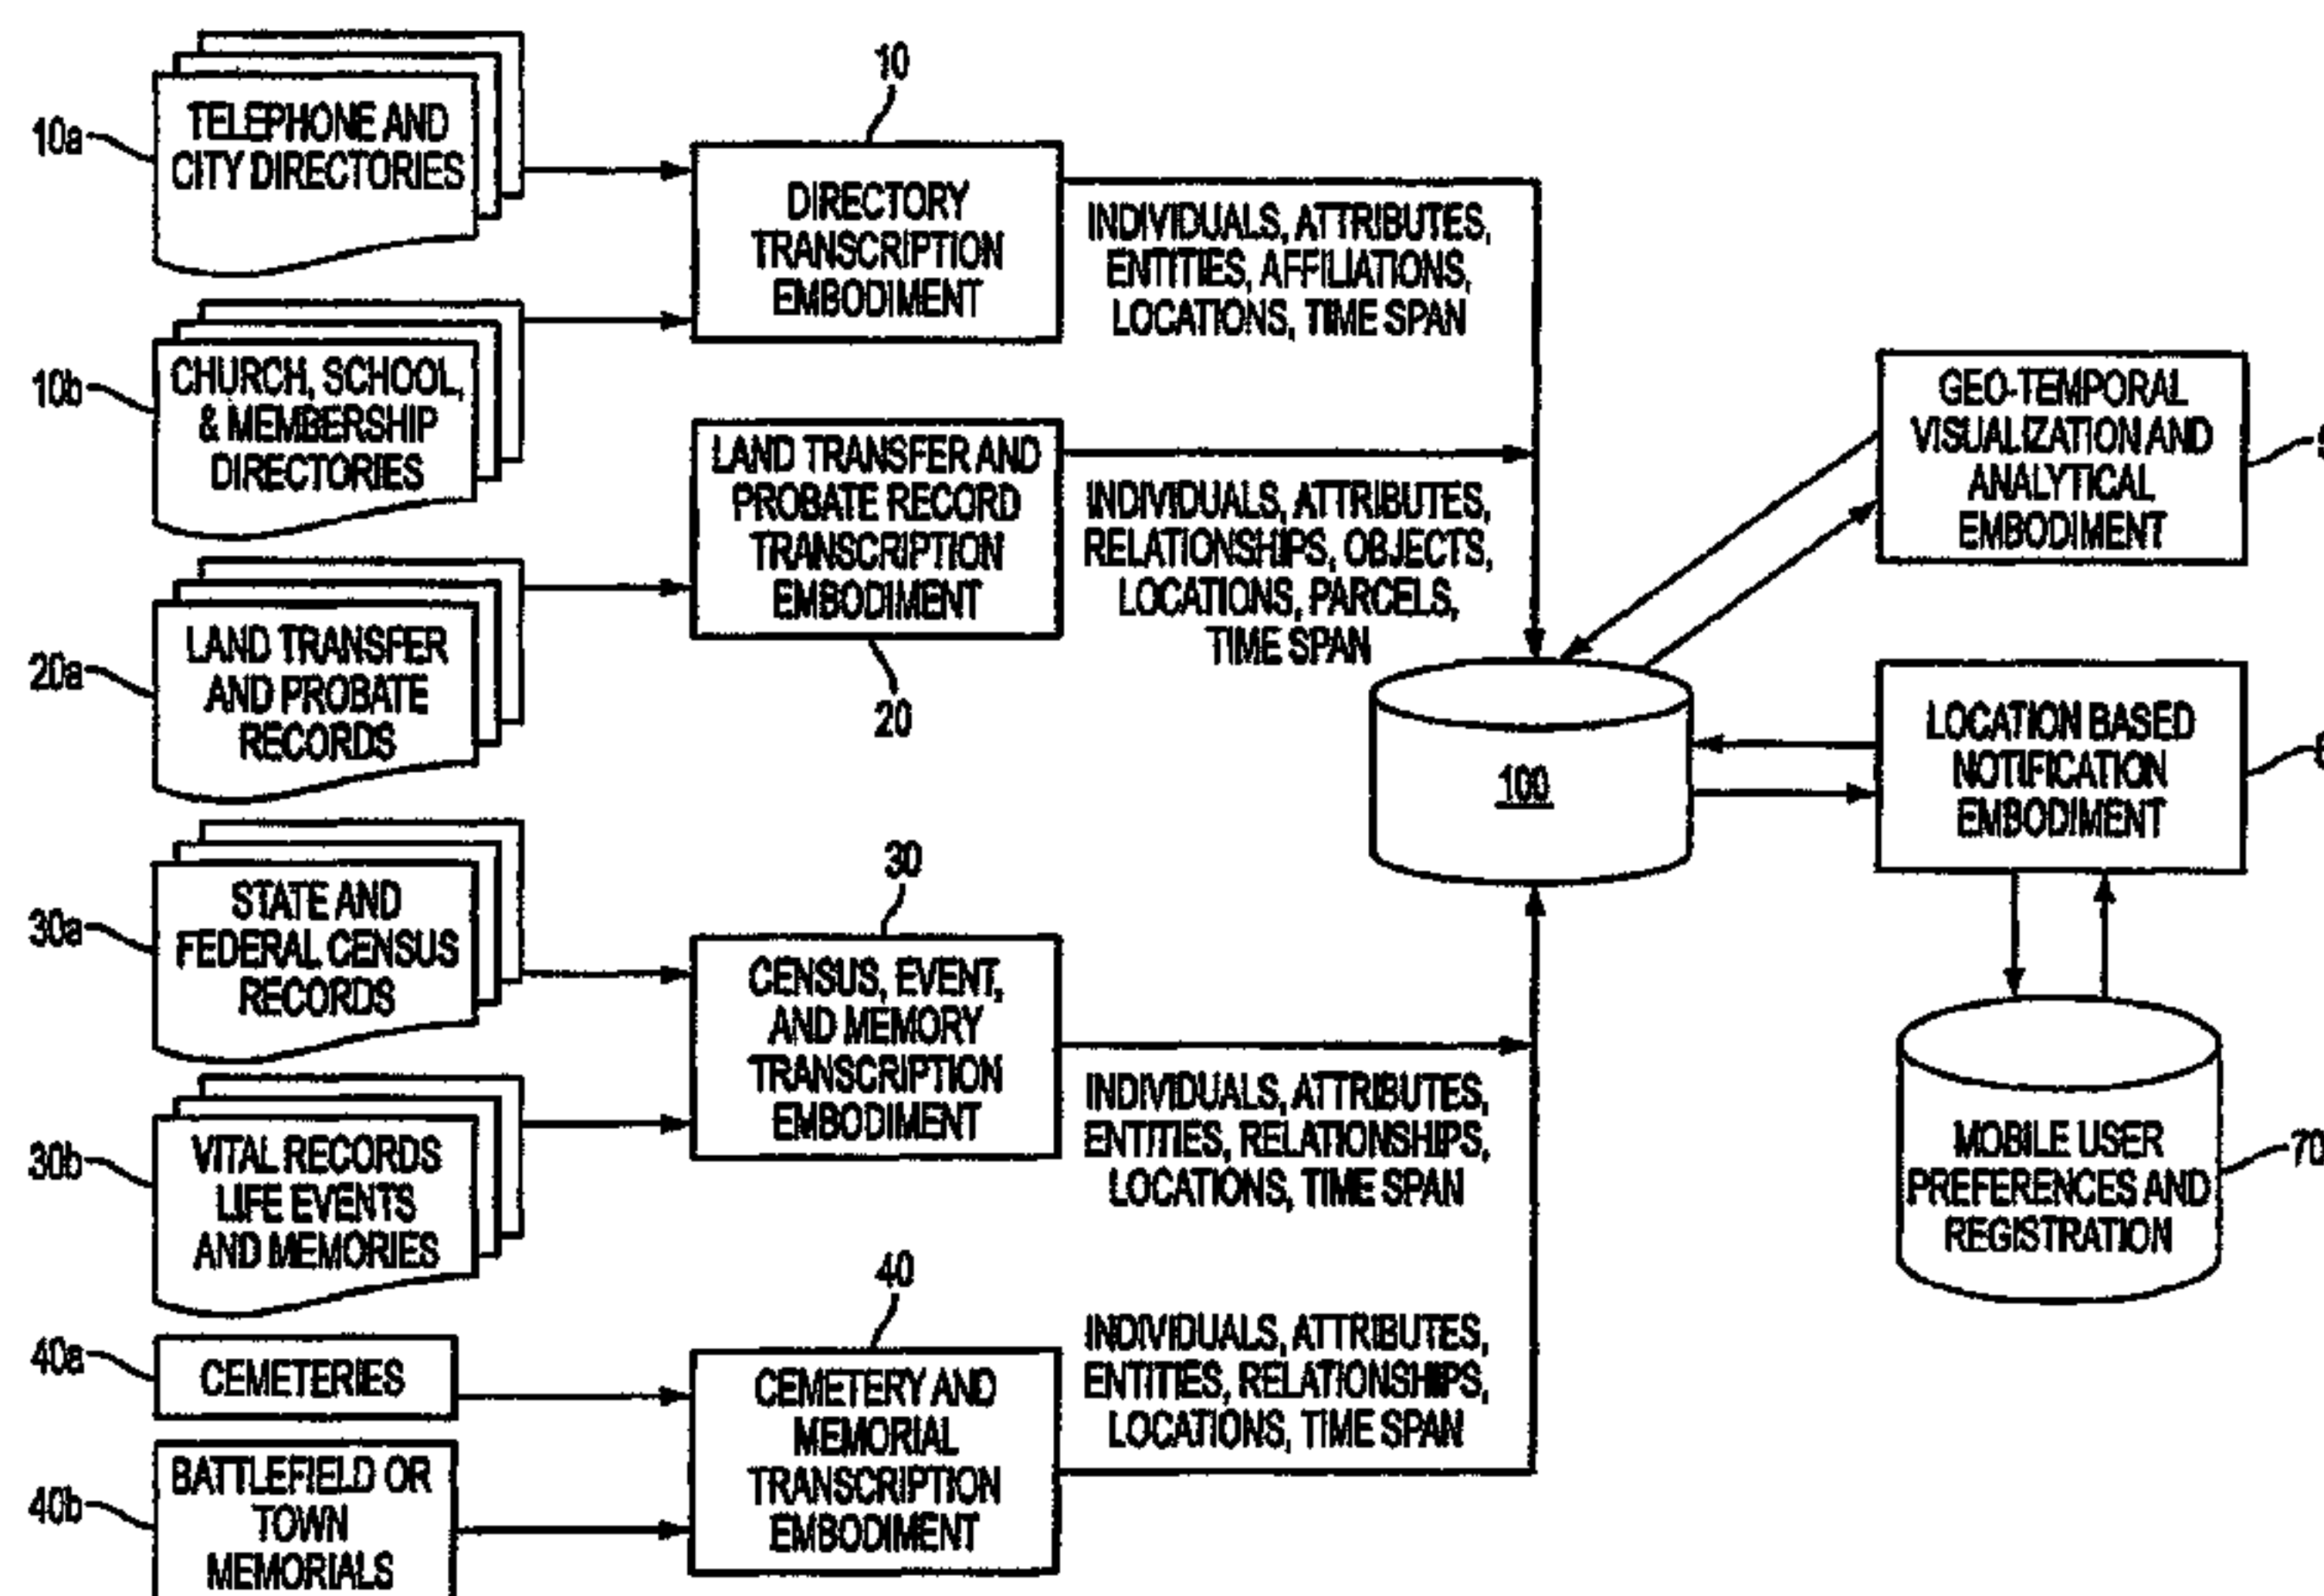 10a
TELEPHONE AND
CITY DIRECTORIES
10b
CHURCH, SCHOOL,
& MEMBERSHIP
DIRECTORIES
20a
LAND TRANSFER
AND PROBATE
RECORDS
30a
STATE AND
FEDERAL CENSUS
RECORDS
30b
VITAL RECORDS
LIFE EVENTS
AND MEMORIES
40a
CEMETERIES
40b
BATTLEFIELD OR
TOWN
MEMORIALS
10
DIRECTORY
TRANSCRIPTION
EMBODIMENT
LAND TRANSFER AND
PROBATE RECORD
TRANSCRIPTION
EMBODIMENT
20
30
CENSUS, EVENT,
AND MEMORY
TRANSCRIPTION
EMBODIMENT
40
CEMETERY AND
MEMORIAL
TRANSCRIPTION
EMBODIMENT
INDIVIDUALS, ATTRIBUTES,
ENTITIES, AFFILIATIONS,
LOCATIONS, TIME SPAN
INDIVIDUALS, ATTRIBUTES,
RELATIONSHIPS, OBJECTS,
LOCATIONS, PARCELS,
TIME SPAN
INDIVIDUALS, ATTRIBUTES,
ENTITIES, RELATIONSHIPS,
LOCATIONS, TIME SPAN
INDIVIDUALS, ATTRIBUTES,
ENTITIES, RELATIONSHIPS,
LOCATIONS, TIME SPAN
100
GEO-TEMPORAL
VISUALIZATION AND
ANALYTICAL
EMBODIMENT
LOCATION BASED
NOTIFICATION
EMBODIMENT
MOBILE USER
PREFERENCES AND
REGISTRATION
70